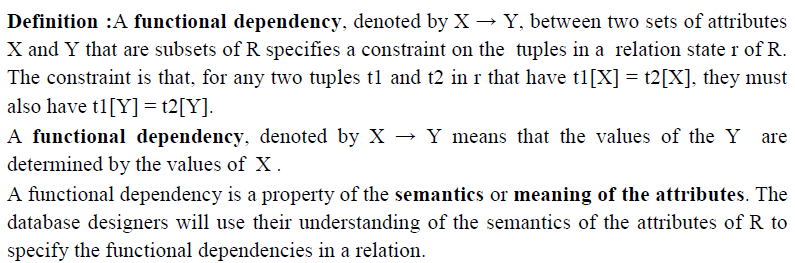 Definition :A functional dependency, denoted by X → Y, between two sets of attributes
X and Y that are subsets of R specifies a constraint on the tuples in a relation state r of R.
The constraint is that, for any two tuples t1 and t2 in r that have t1[X] = t2[X], they must
also have t1[Y] = t2[Y].
A functional dependency, denoted by X → Y means that the values of the Y are
determined by the values of X .
A functional dependency is a property of the semantics or meaning of the attributes. The
database designers will use their understanding of the semantics of the attributes of R to
specify the functional dependencies in a relation.